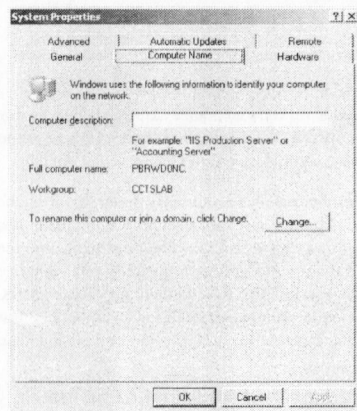 System Properties
Advanced Automatic Updates Remote
General Computer Name Hardware
Windows uses the following information to identify your computer
on the network.
Computer description:
For example: "IIS Production Server" or
"Accounting Server".
Full computer name:
Workgroup: CCTSLAB
To rename this computer or join a domain, click Change.
Change...
OK Cancel Apply